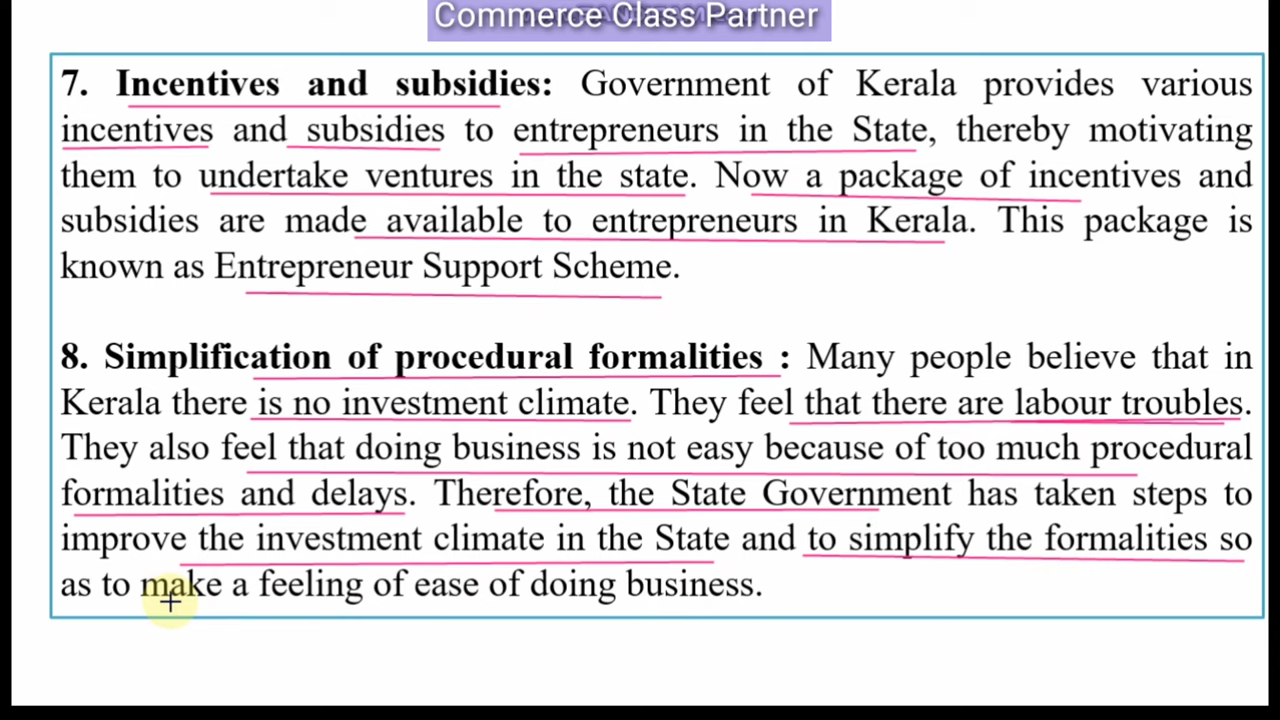 Commerce Class Partner
7. Incentives and subsidies: Government of Kerala provides various
incentives and subsidies to entrepreneurs in the State, thereby motivating
them to undertake ventures in the state. Now a package of incentives and
subsidies are made available to entrepreneurs in Kerala. This package is
known as Entrepreneur Support Scheme.
8. Simplification of procedural formalities : Many people believe that in
Kerala there is no investment climate. They feel that there are labour troubles.
They also feel that doing business is not easy because of too much procedural
formalities and delays. Therefore, the State Government has taken steps to
improve the investment climate in the State and to simplify the formalities so
as to make a feeling of ease of doing business.